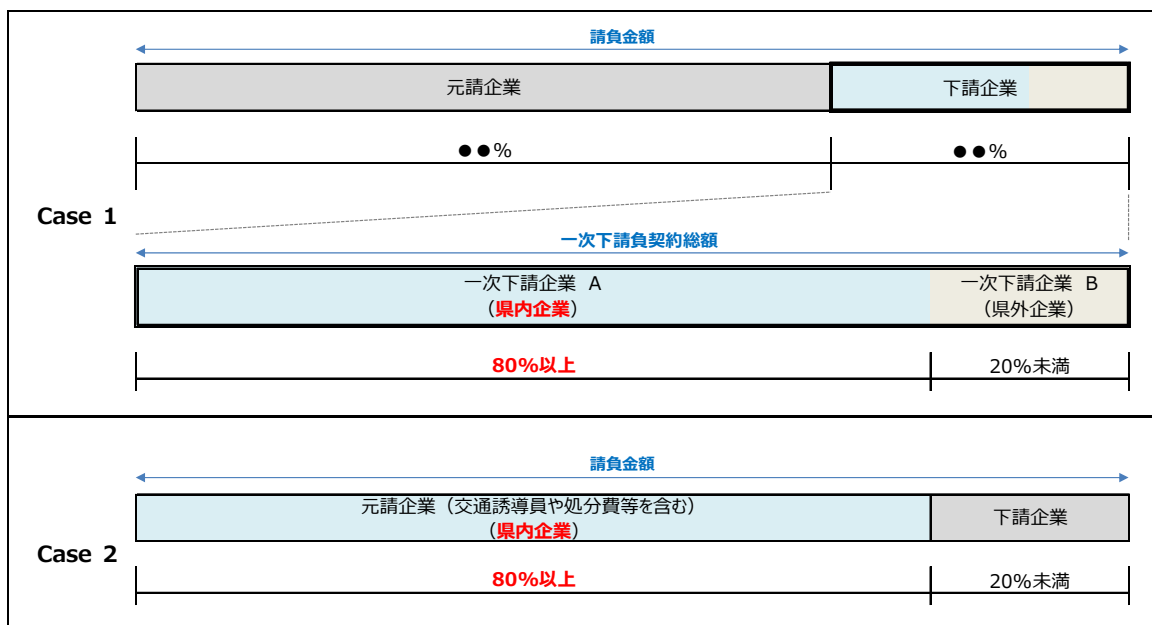 請負金額
元請企業
下請企業
●●%
●●%
Case 1
一次下請負契約総額
一次下請企業 A
（県内企業）
一次下請企業 B
（県外企業）
80%以上
20%未満
請負金額
元請企業（交通誘導員や処分費等を含む）
（県内企業）
下請企業
Case 2
80%以上
20%未満